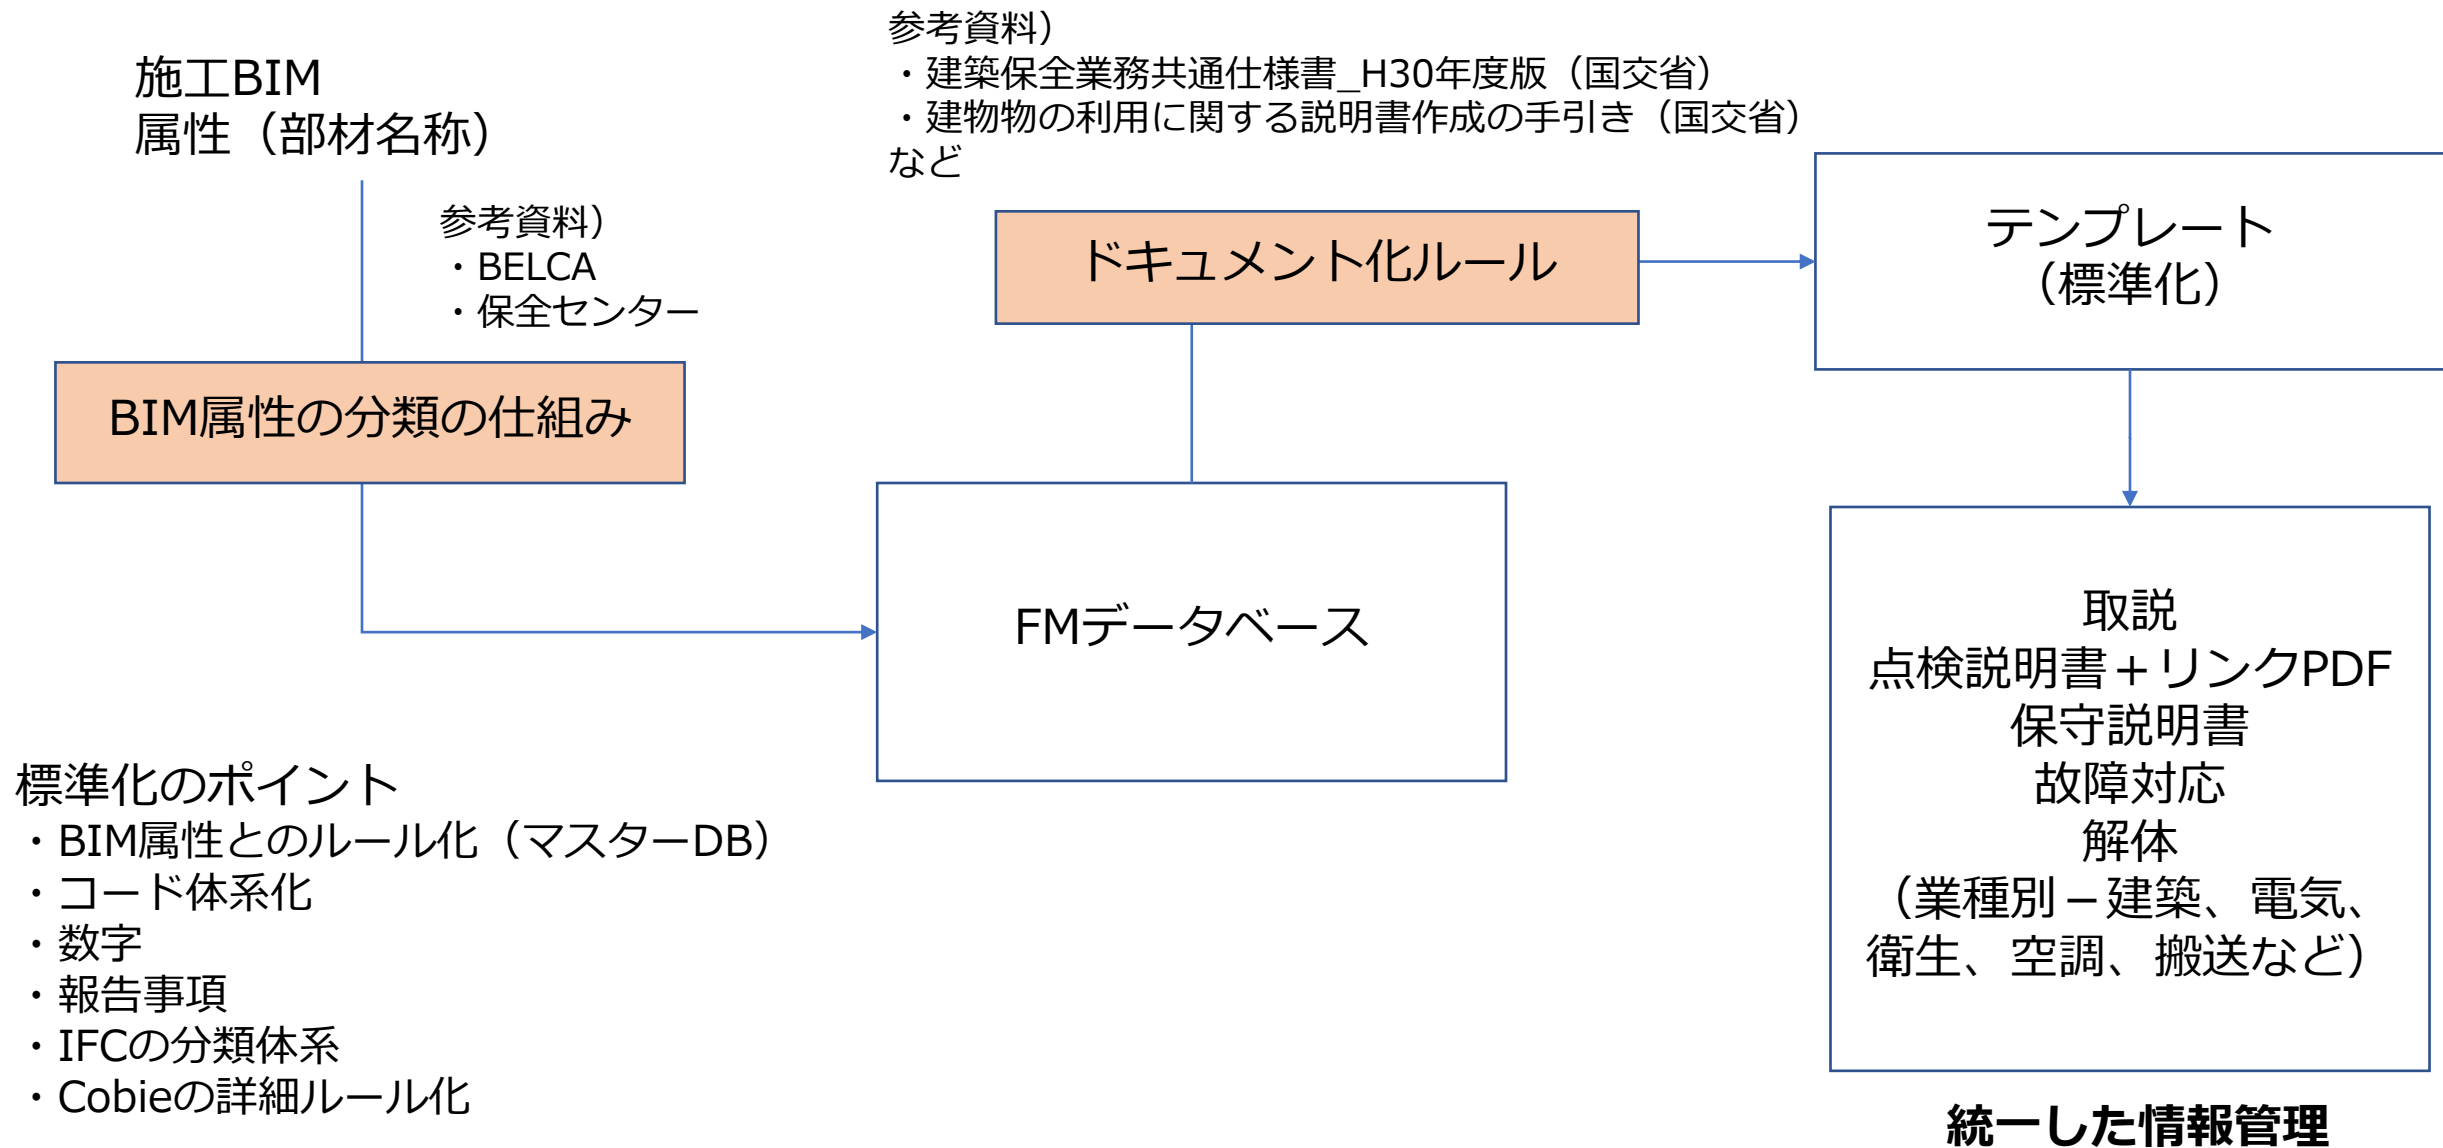 施工BIM
属性（部材名称）
参考資料）
・BELCA
・保全センター
BIM属性の分類の仕組み
参考資料）
・建築保全業務共通仕様書_H30年度版（国交省）
・建物物の利用に関する説明書作成の手引き（国交省）
など
ドキュメント化ルール
テンプレート
（標準化）
FMデータベース
取説
点検説明書＋リンクPDF
保守説明書
故障対応
解体
（業種別－建築、電気、
衛生、空調、搬送など）
統一した情報管理
標準化のポイント
・BIM属性とのルール化（マスターDB）
・コード体系化
・数字
・報告事項
・IFCの分類体系
・Cobieの詳細ルール化